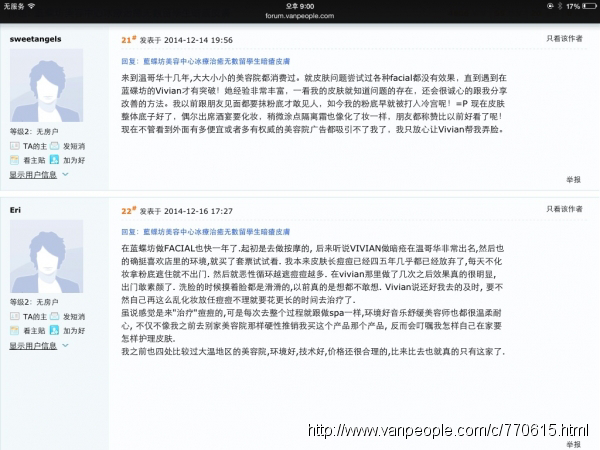 无服务
오후 9:00
17%
forum.vanpeople.com
sweetangels
21# 发表于 2014-12-14 19:56
只看该作者
回复：藍蝶坊美容中心冰療治癒无數留學生暗瘡皮膚
来到温哥华十几年,大大小小的美容院都消费过。就皮肤问题尝试过各种facial都没有效果，直到遇到在
蓝蝶坊的Vivian才有突破！她经验非常丰富，一看我的皮肤就知道问题的存在，还会很诚心的跟我分享
改善的方法。我以前跟朋友见面都要抹粉底才敢见人，如今我的粉底早就被打入冷宫呢！=P 现在皮肤
整体底子好了，偶尔出席酒宴要化妆，稍微涂点隔离霜也像化了妆一样，朋友都称赞比以前好看了呢！
现在不管看到外面有多便宜或者多有权威的美容院广告都吸引不了我了，我只放心让Vivian帮我弄脸。
等级2：无房户
TA的主 发短消
看主贴 加为好
显示用户信息
举报
Eri
22# 发表于 2014-12-16 17:27
只看该作者
回复：藍蝶坊美容中心冰療治癒无數留學生暗瘡皮膚
在蓝蝶坊做FACIAL也快一年了.起初是去做按摩的, 后来听说VIVIAN做暗疮在温哥华非常出名,然后也
的确挺喜欢店里的环境,就买了套票试试看. 我本来皮肤长痘痘已经四五年几乎都已经放弃了,每天不化
妆拿粉底遮住就不出门. 然后就恶性循环越遮痘痘越多. 在vivian那里做了几次之后效果真的很明显,
出门敢素颜了. 洗脸的时候摸着脸都是滑滑的,以前真的是想都不敢想. Vivian说还好我去的及时, 要不
然自己再这么乱化妆放任痘痘不理就要花更长的时间去治疗了.
虽说感觉是来"治疗"痘痘的,可是每次去整个过程就跟做spa一样,环境好音乐舒缓美容师也都很温柔耐
心, 不仅不像我之前去别家美容院那样硬性推销我买这个产品那个产品, 反而会叮嘱我怎样自己在家要
怎样护理皮肤.
我之前也四处比较过大温地区的美容院,环境好,技术好,价格还很合理的,比来比去也就真的只有这家了.
等级2：无房户
TA的主 发短消
看主贴 加为好
显示用户信息
http://www.vanpeople.com/c/770615.html
举报